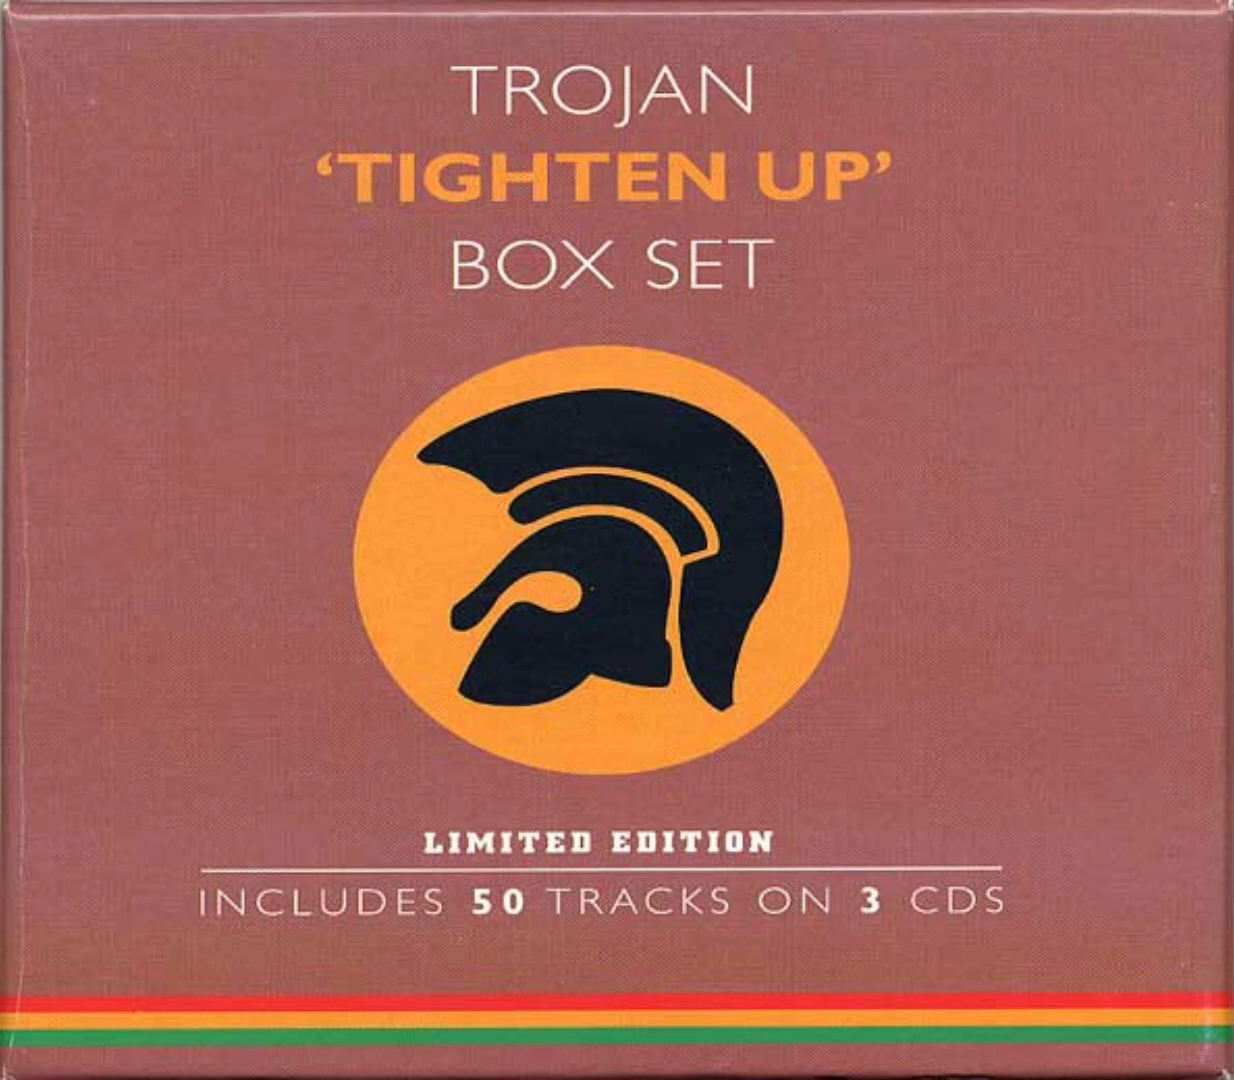 TROJAN
‘TIGHTEN UP’
BOX SET
LIMITED EDITION
INCLUDES 50 TRACKS ON 3 CDS